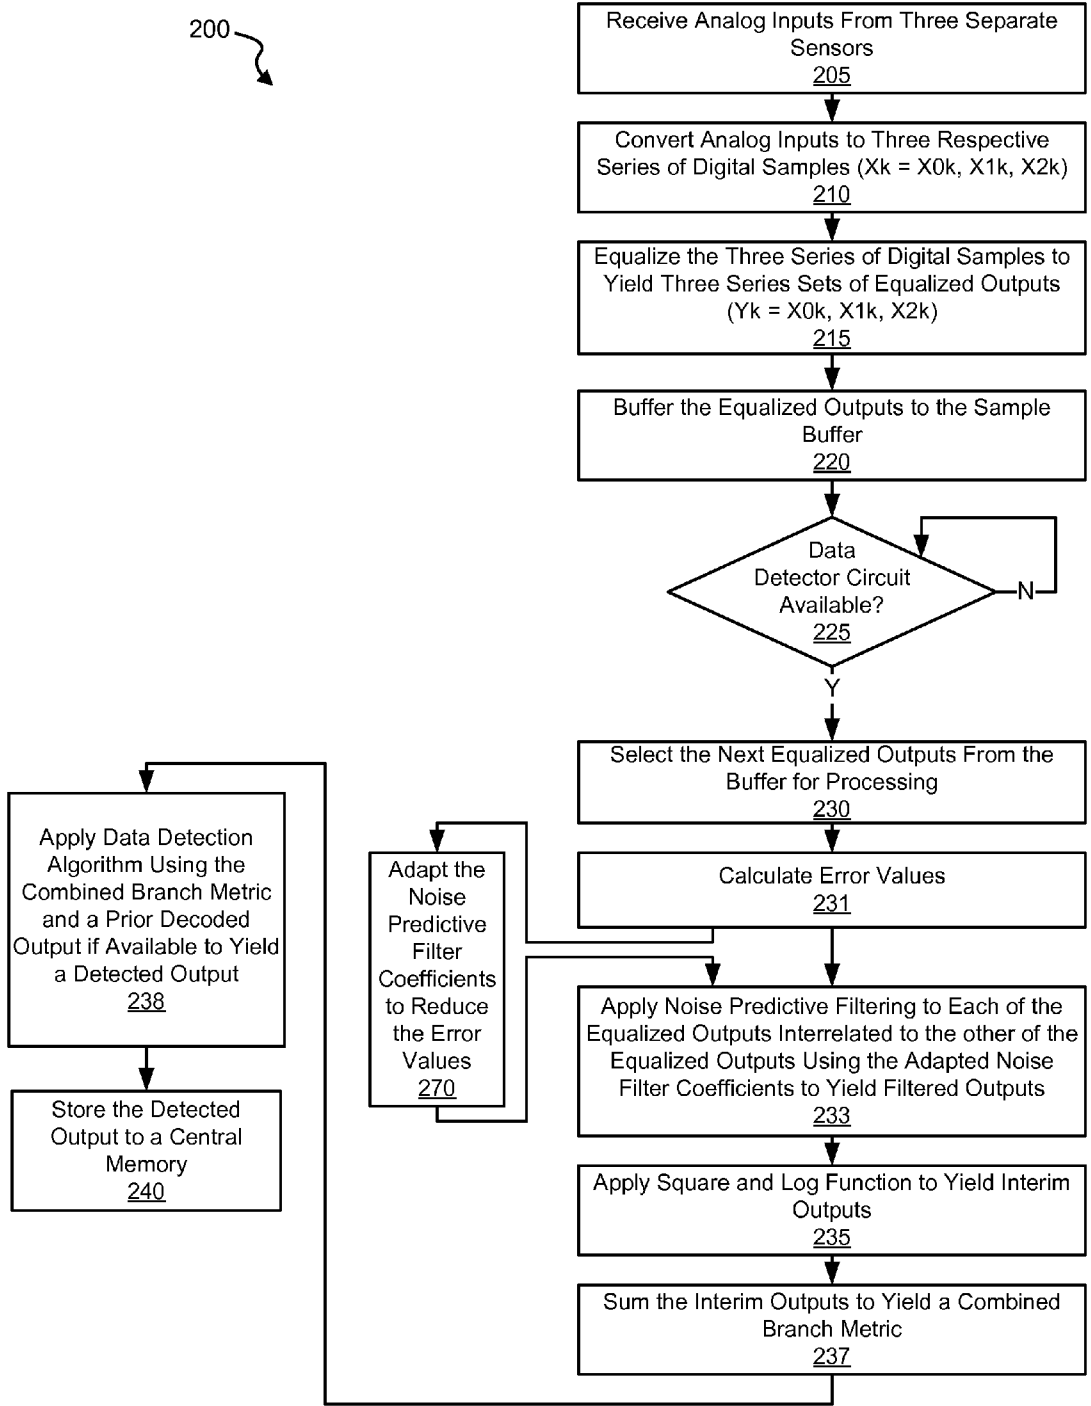 200
Receive Analog Inputs From Three Separate
Sensors
205
Convert Analog Inputs to Three Respective
Series of Digital Samples (Xk = X0k, X1k, X2k)
210
Equalize the Three Series of Digital Samples to
Yield Three Series Sets of Equalized Outputs
(Yk = X0k, X1k, X2k)
215
Buffer the Equalized Outputs to the Sample
Buffer
220
Data
Detector Circuit
Available?
225
N
Y
Select the Next Equalized Outputs From the
Buffer for Processing
230
Calculate Error Values
231
Adapt the
Noise
Predictive
Filter
Coefficients
to Reduce
the Error
Values
270
Apply Noise Predictive Filtering to Each of the
Equalized Outputs Interrelated to the other of the
Equalized Outputs Using the Adapted Noise
Filter Coefficients to Yield Filtered Outputs
233
Apply Square and Log Function to Yield Interim
Outputs
235
Sum the Interim Outputs to Yield a Combined
Branch Metric
237
Apply Data Detection
Algorithm Using the
Combined Branch Metric
and a Prior Decoded
Output if Available to Yield
a Detected Output
238
Store the Detected
Output to a Central
Memory
240